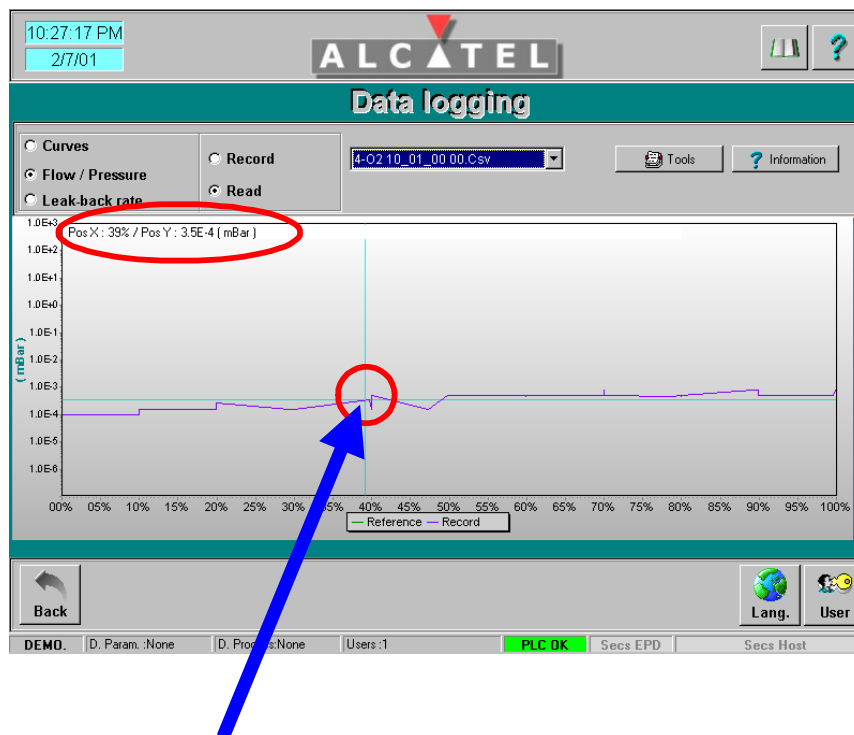 10:27:17 PM
2/7/01
ALCATEL
Data logging
Curves
Flow / Pressure
Leak-back rate
Record
Read
4-O2 10_01_00 00.Csv
Tools
? Information
Pos X : 39% / Pos Y : 3.5E-4 ( mBar )
1.0E+3
1.0E+2
1.0E+1
1.0E+0
1.0E-1
1.0E-2
1.0E-3
1.0E-4
1.0E-5
1.0E-6
( mBar )
00% 05% 10% 15% 20% 25% 30% 35% 40% 45% 50% 55% 60% 65% 70% 75% 80% 85% 90% 95% 100%
Reference Record
Back
Lang.
User
DEMO. D. Param. :None D. Process:None Users :1 PLC OK Secs EPD Secs Host